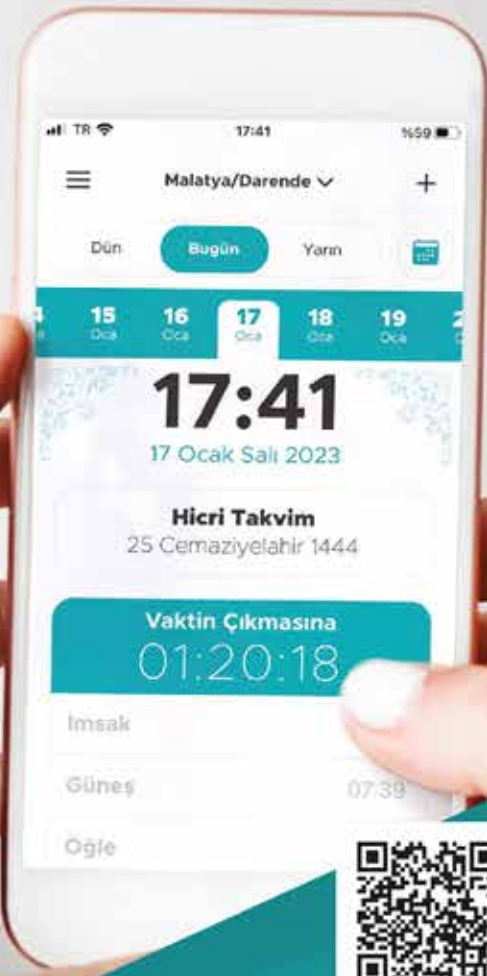 TR 17:41 %59
Malatya/Darende
Dün Bugün Yarın
15 16 17 18 19
Oca Oca Oca Oca Oca
17:41
17 Ocak Salı 2023
Hicri Takvim
25 Cemaziyelahir 1444
Vaktin Çıkmasına
01:20:18
İmsak
Güneş 07:39
Öğle